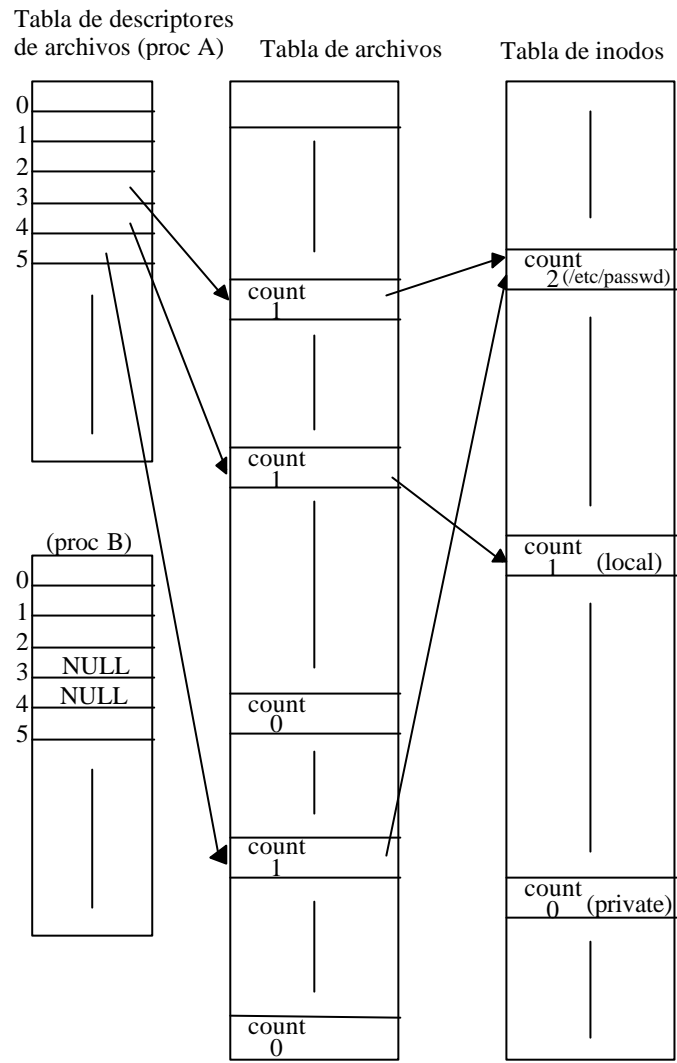 Tabla de descriptores
de archivos (proc A)
Tabla de archivos
Tabla de inodos
0
1
2
3
4
5
(proc B)
0
1
2
3 NULL
4 NULL
5
count
1
count
1
count
0
count
1
count
0
count
2 (/etc/passwd)
count
1 (local)
count
0 (private)